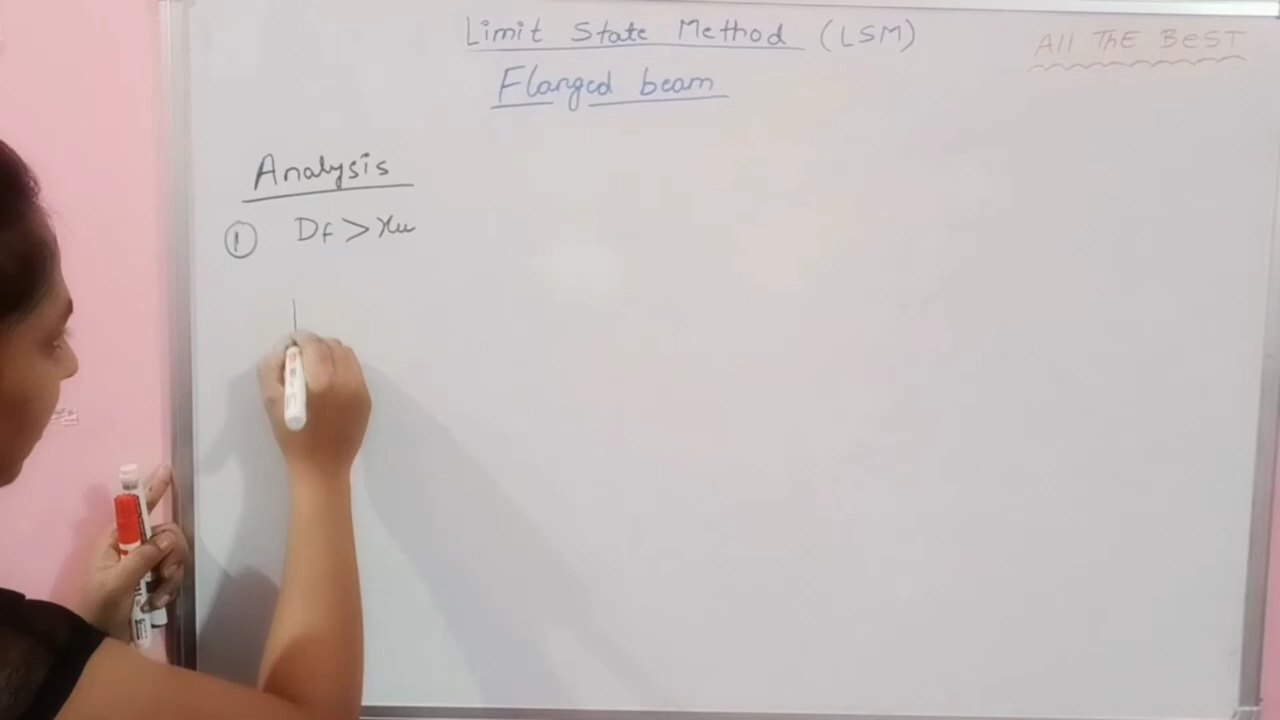 Limit State Method (LSM)
All THE BEST
Flanged beam
Analysis
① Df > xu